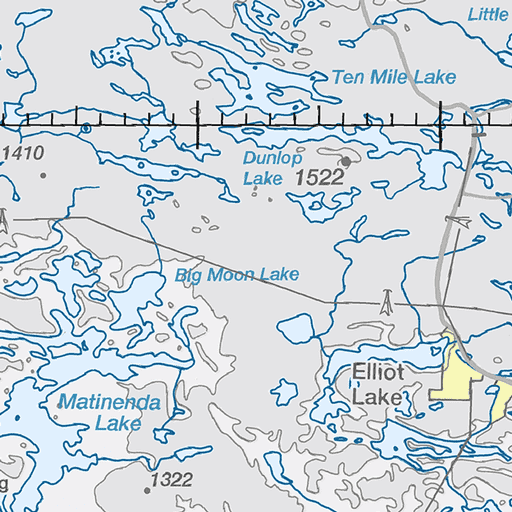 Little
Ten Mile Lake
1410
Dunlop
Lake
1522
Big Moon Lake
Elliot
Lake
Matinenda
Lake
1322
g